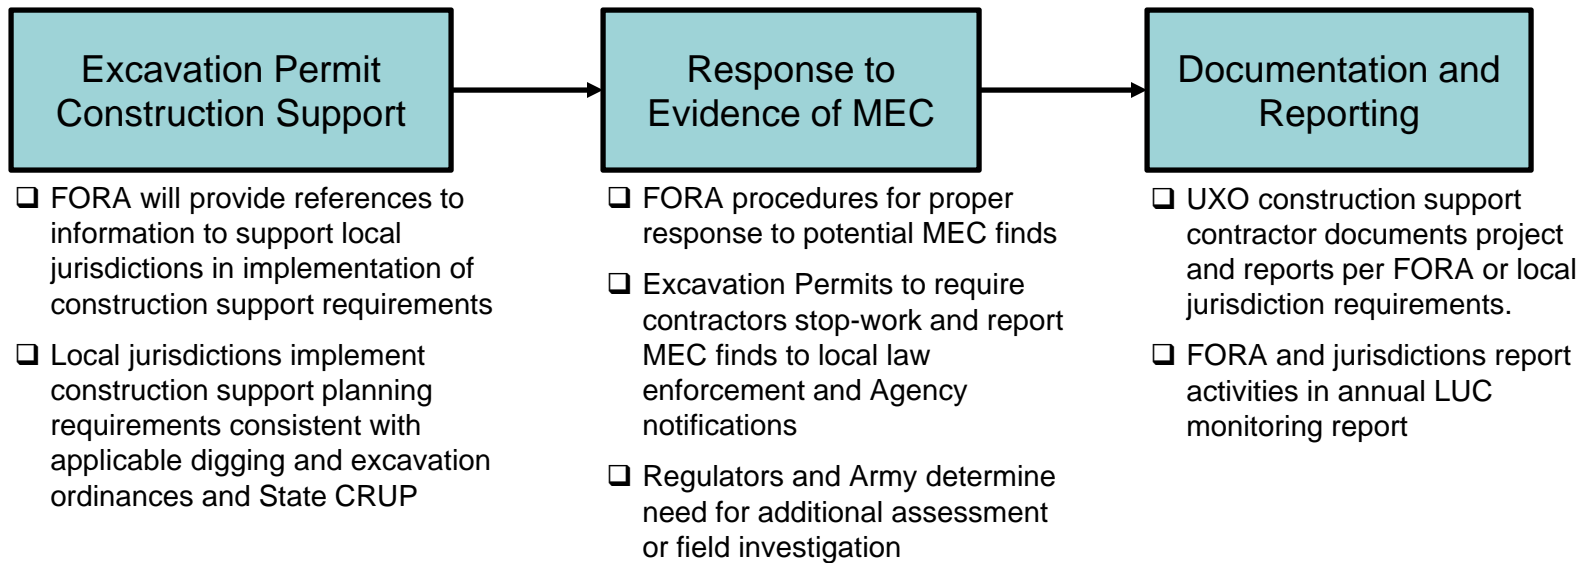 Excavation Permit
Construction Support
❑ FORA will provide references to
information to support local
jurisdictions in implementation of
construction support requirements
❑ Local jurisdictions implement
construction support planning
requirements consistent with
applicable digging and excavation
ordinances and State CRUP
Response to
Evidence of MEC
❑ FORA procedures for proper
response to potential MEC finds
❑ Excavation Permits to require
contractors stop-work and report
MEC finds to local law
enforcement and Agency
notifications
❑ Regulators and Army determine
need for additional assessment
or field investigation
Documentation and
Reporting
❑ UXO construction support
contractor documents project
and reports per FORA or local
jurisdiction requirements.
❑ FORA and jurisdictions report
activities in annual LUC
monitoring report